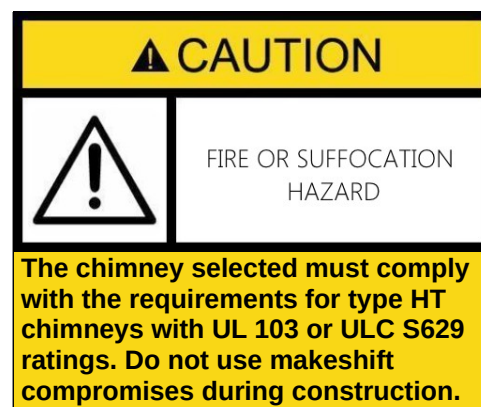 CAUTION
FIRE OR SUFFOCATION
HAZARD
The chimney selected must comply
with the requirements for type HT
chimneys with UL 103 or ULC S629
ratings. Do not use makeshift
compromises during construction.